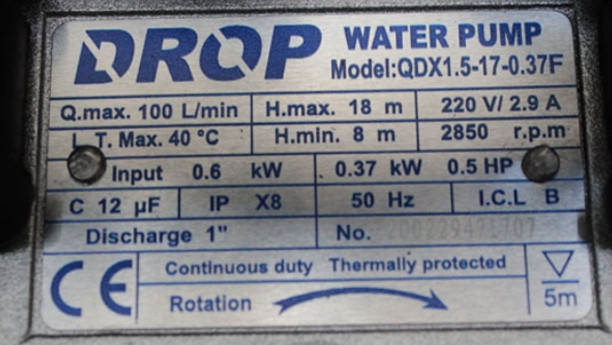 DROP WATER PUMP
Model:QDX1.5-17-0.37F
Q.max. 100 L/min H.max. 18 m 220 V/ 2.9 A
L.T. Max. 40 °C H.min. 8 m 2850 r.p.m
Input 0.6 kW 0.37 kW 0.5 HP
C 12 µF IP X8 50 Hz I.C.L B
Discharge 1" No. 200229471707
CE Continuous duty Thermally protected
Rotation 5m